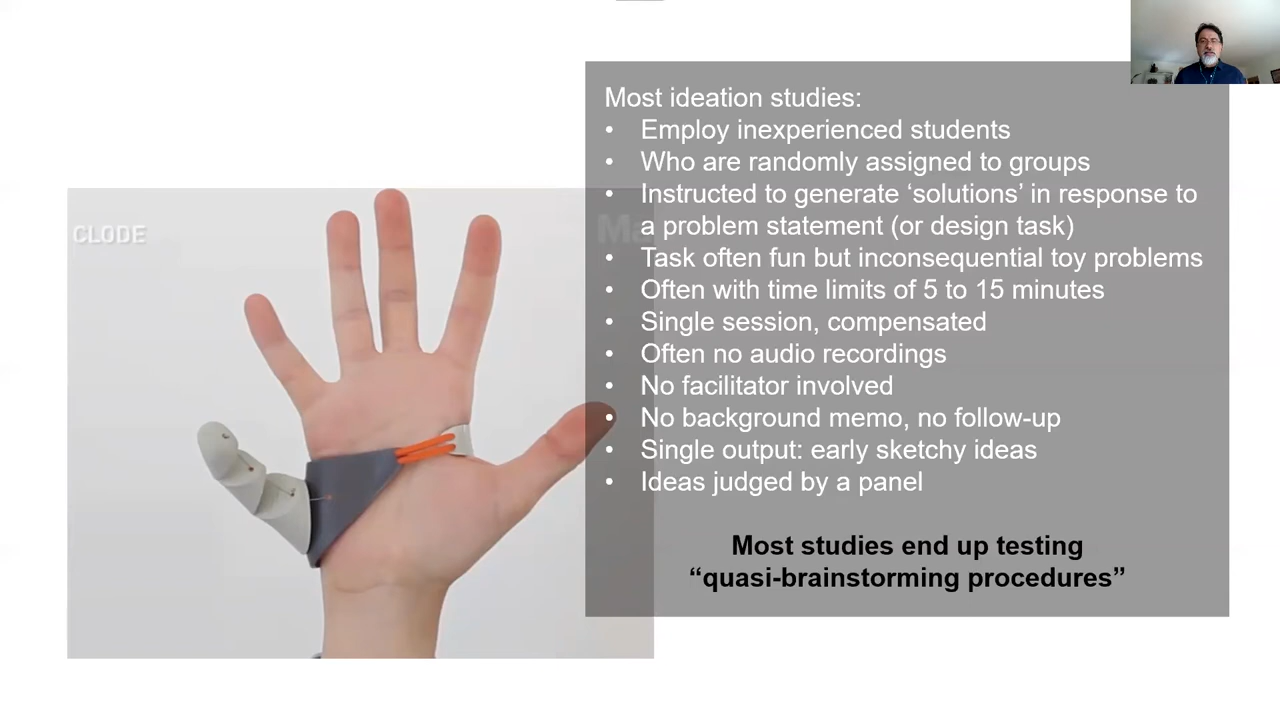 CLODE
Ma
Most ideation studies:
• Employ inexperienced students
• Who are randomly assigned to groups
• Instructed to generate ‘solutions’ in response to
a problem statement (or design task)
• Task often fun but inconsequential toy problems
• Often with time limits of 5 to 15 minutes
• Single session, compensated
• Often no audio recordings
• No facilitator involved
• No background memo, no follow-up
• Single output: early sketchy ideas
• Ideas judged by a panel
Most studies end up testing
“quasi-brainstorming procedures”